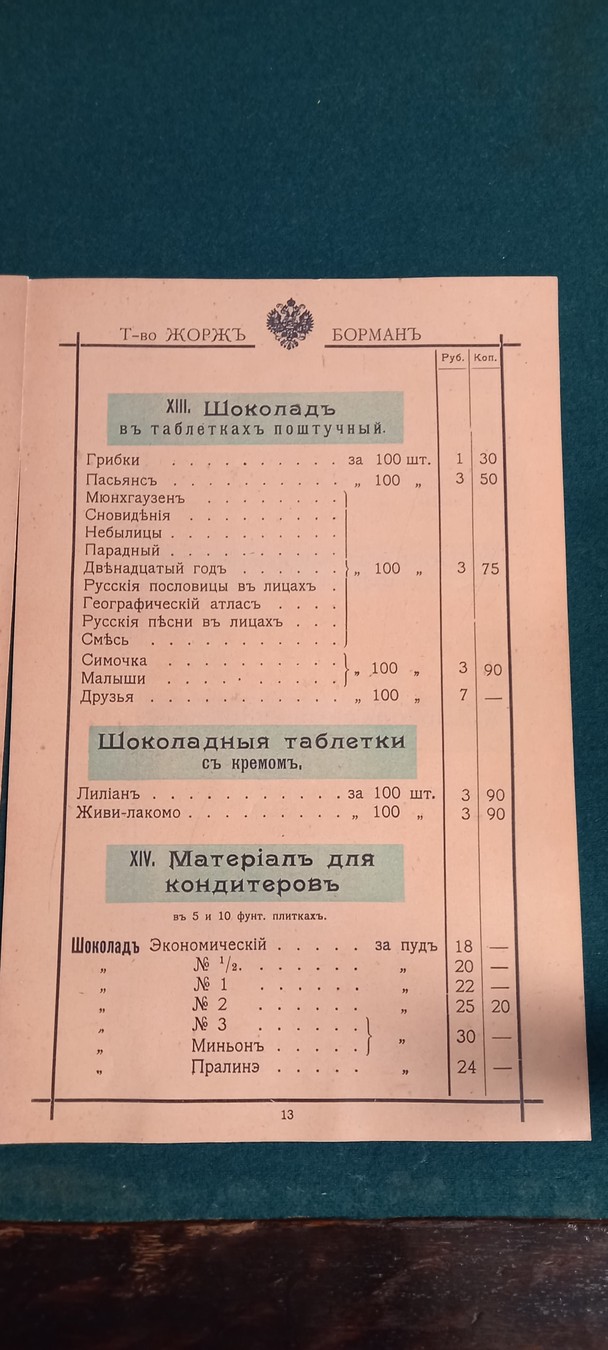 Т-во ЖОРЖЪ БОРМАНЪ
Руб. Коп.
XIII. Шоколадъ
въ таблеткахъ поштучный.
Грибки . . . . . . . . . . за 100 шт. 1 30
Пасьянсъ . . . . . . . . . . „ 100 „ 3 50
Мюнхгаузенъ . . . . . . . .
Сновидѣнія . . . . . . . . .
Небылицы . . . . . . . . . .
Парадный . . . . . . . . . .
Двѣнадцатый годъ . . . . . . „ 100 „ 3 75
Русскія пословицы въ лицахъ .
Географическій атласъ . . . .
Русскія пѣсни въ лицахъ . . .
Смѣсь . . . . . . . . . . .
Симочка . . . . . . . . . . „ 100 „ 3 90
Малыши . . . . . . . . . .
Друзья . . . . . . . . . . . „ 100 „ 7 —
Шоколадныя таблетки
съ кремомъ.
Лиліанъ . . . . . . . . . . . за 100 шт. 3 90
Живи-лакомо . . . . . . . . . „ 100 „ 3 90
XIV. Матеріалъ для
кондитеровъ
въ 5 и 10 фунт. плиткахъ.
Шоколадъ Экономическій . . . . . за пудъ 18 —
„ № 1/2. . . . . . . „ 20 —
„ № 1 . . . . . . „ 22 —
„ № 2 . . . . . . „ 25 20
„ № 3 . . . . . . „ 30 —
„ Миньонъ . . . . .
„ Пралинэ . . . . . „ 24 —
13